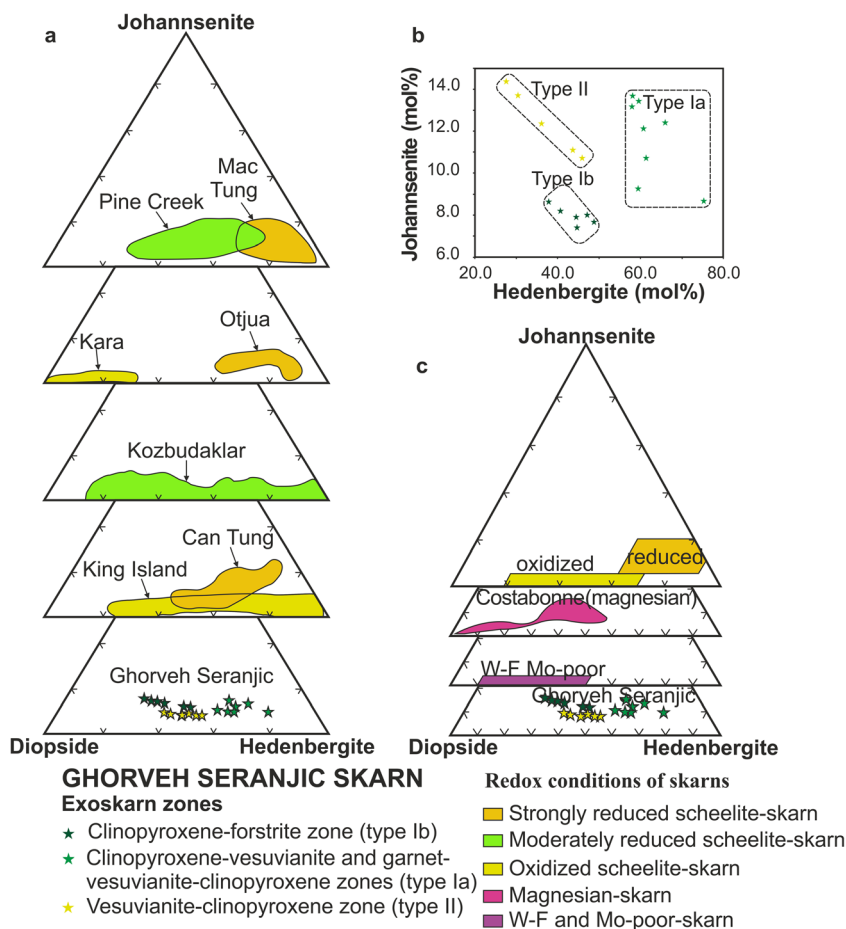 a
Johannsenite
Pine Creek
Mac
Tung
Kara
Otjua
Kozbudaklar
Can Tung
King Island
Ghorveh Seranjic
Diopside
Hedenbergite
b
Johannsenite (mol%)
14.0
12.0
10.0
8.0
6.0
Type II
Type Ia
Type Ib
20.0
40.0
60.0
80.0
Hedenbergite (mol%)
c
Johannsenite
oxidized
reduced
Costabonne(magnesian)
W-F Mo-poor
Ghorveh Seranjic
Diopside
Hedenbergite
GHORVEH SERANJIC SKARN
Exoskarn zones
Clinopyroxene-forstrite zone (type Ib)
Clinopyroxene-vesuvianite and garnet-
vesuvianite-clinopyroxene zones (type Ia)
Vesuvianite-clinopyroxene zone (type II)
Redox conditions of skarns
Strongly reduced scheelite-skarn
Moderately reduced scheelite-skarn
Oxidized scheelite-skarn
Magnesian-skarn
W-F and Mo-poor-skarn